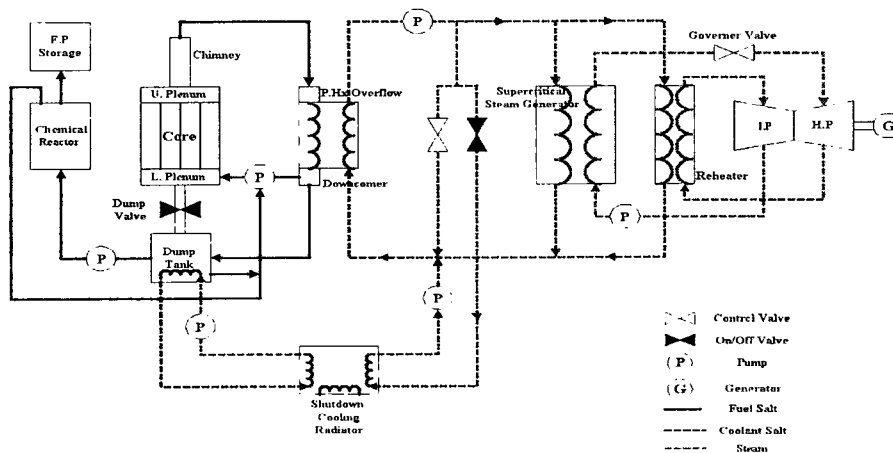 F.P
Storage
Chimney
U. Plenum
Core
L. Plenum
Chemical
Reactor
Dump
Valve
Dump
Tank
P
P
P
P.Hx Overflow
Downcomer
P
P
Shutdown
Cooling
Radiator
Supercritical
Steam Generator
P
Governer Valve
Reheater
I.P
H.P
G
Control Valve
On/Off Valve
P
Pump
G
Generator
Fuel Salt
Coolant Salt
Steam